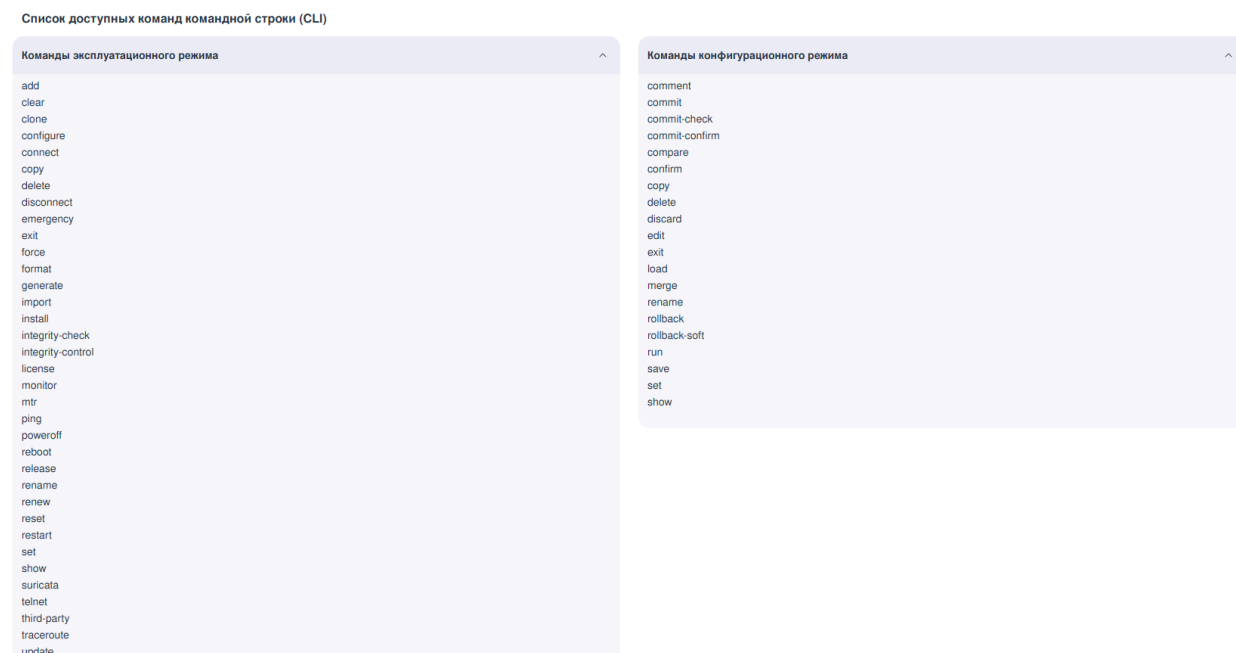 Список доступных команд командной строки (CLI)
Команды эксплуатационного режима
add
clear
clone
configure
connect
copy
delete
disconnect
emergency
exit
force
format
generate
import
install
integrity-check
integrity-control
license
monitor
mtr
ping
poweroff
reboot
release
rename
renew
reset
restart
set
show
suricata
telnet
third-party
traceroute
update
Команды конфигурационного режима
comment
commit
commit-check
commit-confirm
compare
confirm
copy
delete
discard
edit
exit
load
merge
rename
rollback
rollback-soft
run
save
set
show